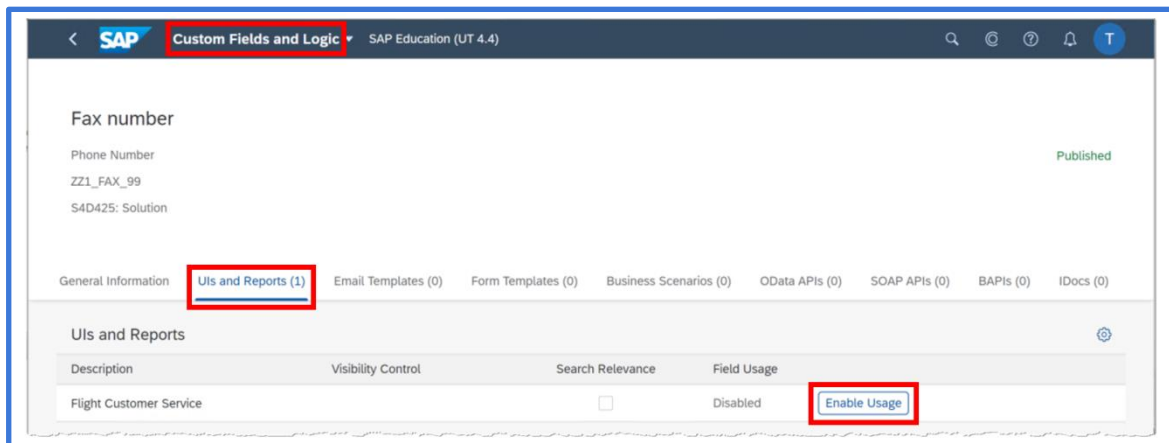 SAP Custom Fields and Logic SAP Education (UT 4.4) T
Fax number
Phone Number Published
ZZ1_FAX_99
S4D425: Solution
General Information UIs and Reports (1) Email Templates (0) Form Templates (0) Business Scenarios (0) OData APIs (0) SOAP APIs (0) BAPIs (0) IDocs (0)
UIs and Reports
Description Visibility Control Search Relevance Field Usage
Flight Customer Service Disabled Enable Usage